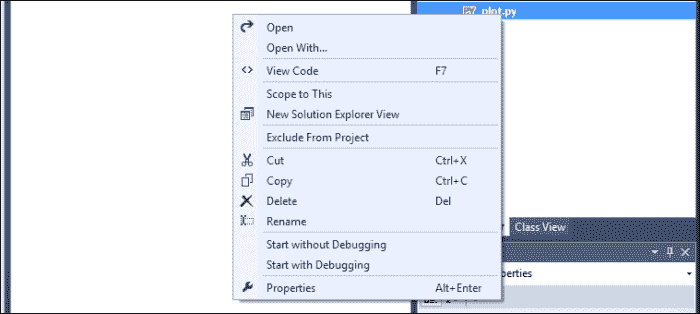 plot.py
Open
Open With...
View Code F7
Scope to This
New Solution Explorer View
Exclude From Project
Cut Ctrl+X
Copy Ctrl+C
Delete Del
Rename
Class View
Start without Debugging
Start with Debugging
Properties Alt+Enter